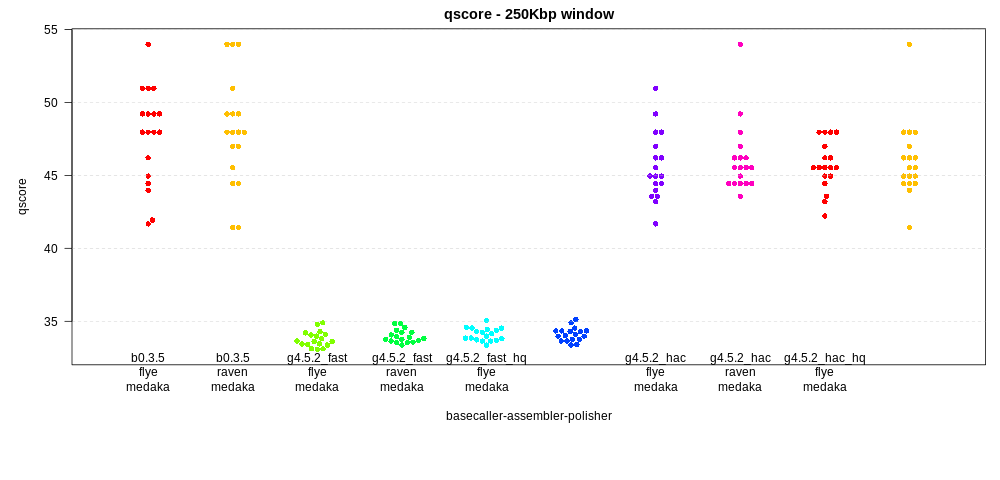 qscore - 250Kbp window
55
50
45
40
35
qscore
b0.3.5 b0.3.5 g4.5.2_fast g4.5.2_fast g4.5.2_fast_hq g4.5.2_hac g4.5.2_hac g4.5.2_hac_hq
flye raven flye raven flye flye raven flye
medaka medaka medaka medaka medaka medaka medaka medaka
basecaller-assembler-polisher